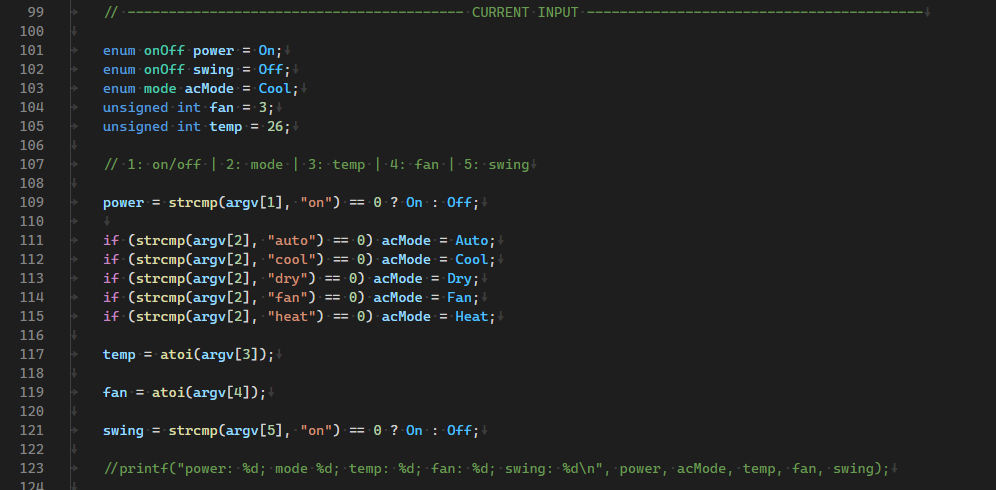 99 // ----------------------------------------- CURRENT INPUT -----------------------------------------
100
101 enum onOff power = On;
102 enum onOff swing = Off;
103 enum mode acMode = Cool;
104 unsigned int fan = 3;
105 unsigned int temp = 26;
106
107 // 1: on/off | 2: mode | 3: temp | 4: fan | 5: swing
108
109 power = strcmp(argv[1], "on") == 0 ? On : Off;
110
111 if (strcmp(argv[2], "auto") == 0) acMode = Auto;
112 if (strcmp(argv[2], "cool") == 0) acMode = Cool;
113 if (strcmp(argv[2], "dry") == 0) acMode = Dry;
114 if (strcmp(argv[2], "fan") == 0) acMode = Fan;
115 if (strcmp(argv[2], "heat") == 0) acMode = Heat;
116
117 temp = atoi(argv[3]);
118
119 fan = atoi(argv[4]);
120
121 swing = strcmp(argv[5], "on") == 0 ? On : Off;
122
123 //printf("power: %d; mode %d; temp: %d; fan: %d; swing: %d\n", power, acMode, temp, fan, swing);
124